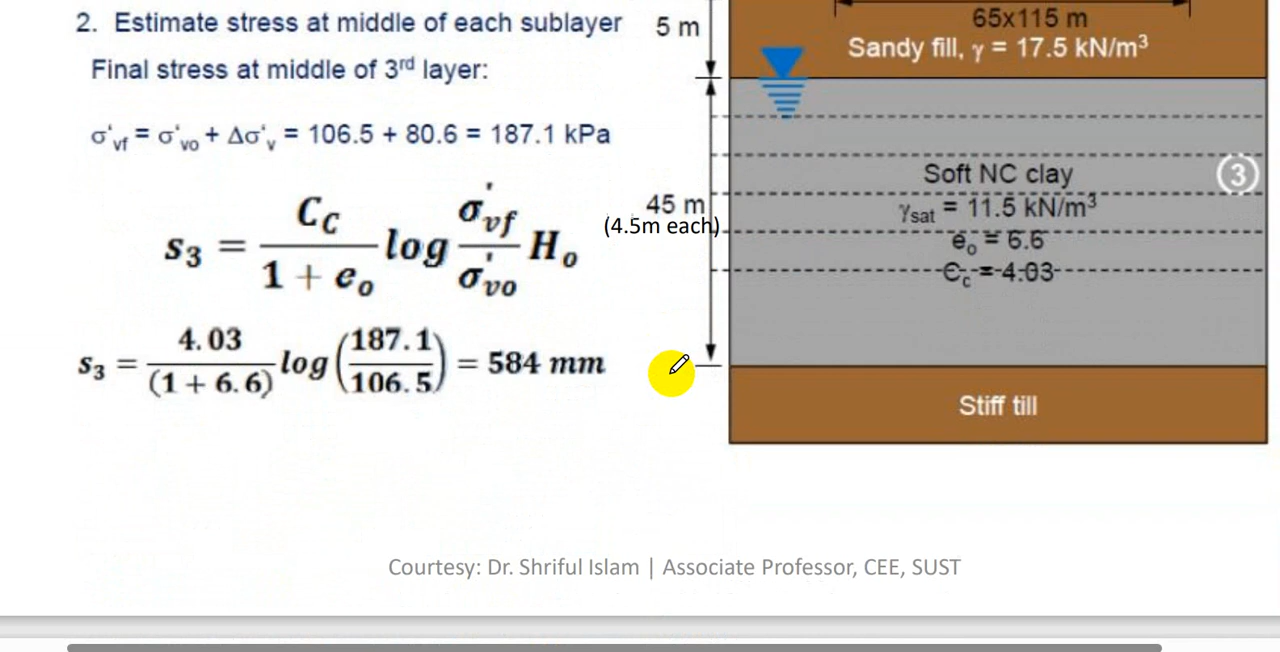 2. Estimate stress at middle of each sublayer
Final stress at middle of 3rd layer:
σ'vf = σ'vo + Δσ'v = 106.5 + 80.6 = 187.1 kPa
s₃ = Cc / (1 + eo) log (σ'vf / σ'vo) Ho
s₃ = 4.03 / (1 + 6.6) log (187.1 / 106.5) = 584 mm
5 m
65x115 m
Sandy fill, γ = 17.5 kN/m³
45 m
(4.5m each)
3
Soft NC clay
γsat = 11.5 kN/m³
eo = 6.6
Cc = 4.03
Stiff till
Courtesy: Dr. Shriful Islam | Associate Professor, CEE, SUST